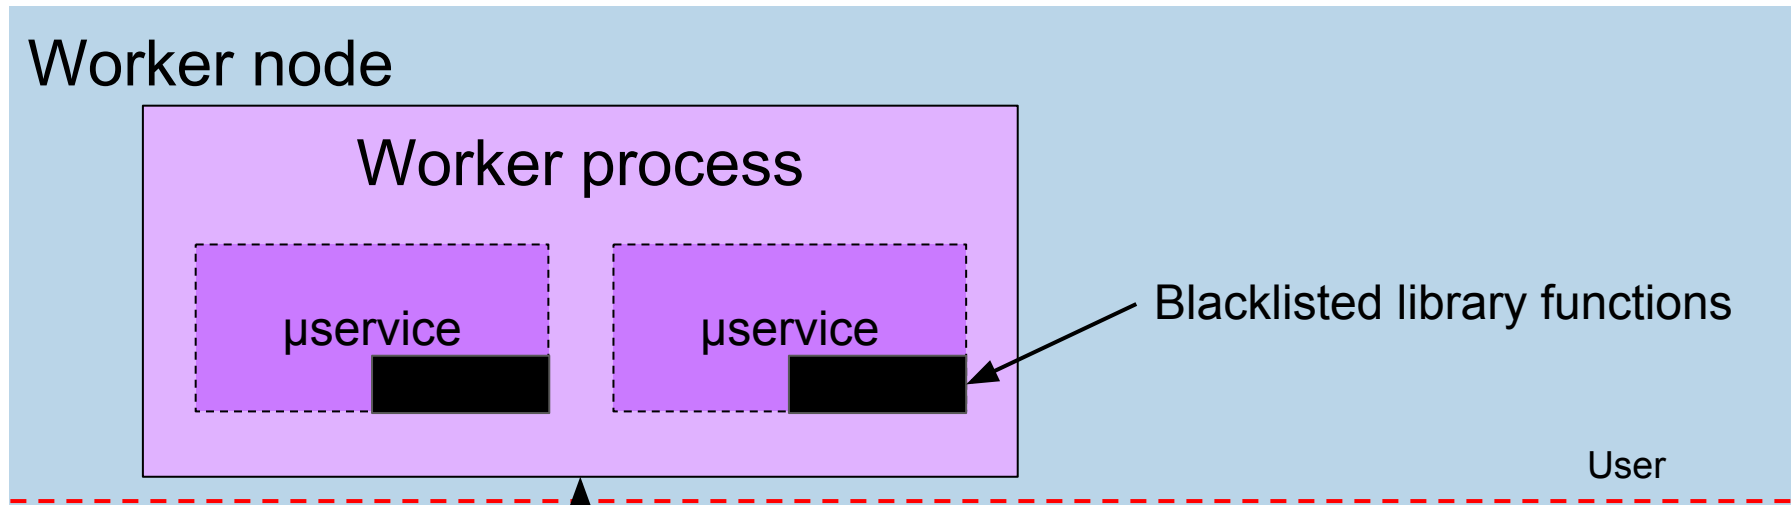 Worker node
Worker process
µservice
µservice
Blacklisted library functions
User